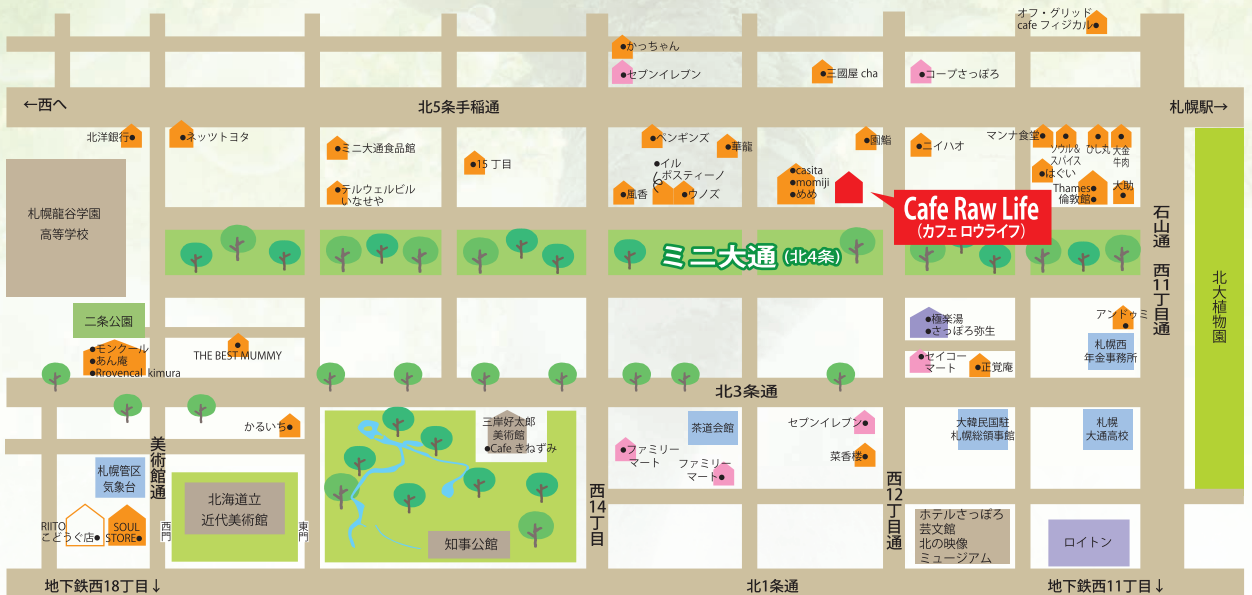 オフ・グリッド
cafe フィジカル
かっちゃん
セブンイレブン
三國屋 cha
コープさっぽろ
←西へ
北5条手稲通
札幌駅→
北洋銀行
ネッツトヨタ
ミニ大通食品館
15 丁目
テルウェルビル
いなせや
ペンギンズ
華龍
イル
ポスティーノ
風香
ウノズ
casita
momiji
めめ
園鮨
ニイハオ
マンナ食堂
ソウル&
スパイス
ひし丸
大金
牛肉
はぐい
Thames
倫敦館
大助
Cafe Raw Life
(カフェ ロウライフ)
札幌龍谷学園
高等学校
ミニ大通 (北4条)
石山通 西11丁目通
北大植物園
二条公園
モンクール
あん庵
Rrovencal kimura
THE BEST MUMMY
極楽湯
さっぽろ弥生
セイコー
マート
正覚庵
アンドゥミ
札幌西
年金事務所
北3条通
かるいち
美術館通
札幌管区
気象台
RIITO
こどうぐ店
SOUL
STORE
西門
北海道立
近代美術館
東門
三岸好太郎
美術館
Cafe きねずみ
知事公館
西14丁目
茶道会館
ファミリー
マート
ファミリー
マート
セブンイレブン
菜香楼
西12丁目通
大韓民国駐
札幌総領事館
札幌
大通高校
ホテルさっぽろ
芸文館
北の映像
ミュージアム
ロイトン
地下鉄西18丁目↓
北1条通
地下鉄西11丁目↓